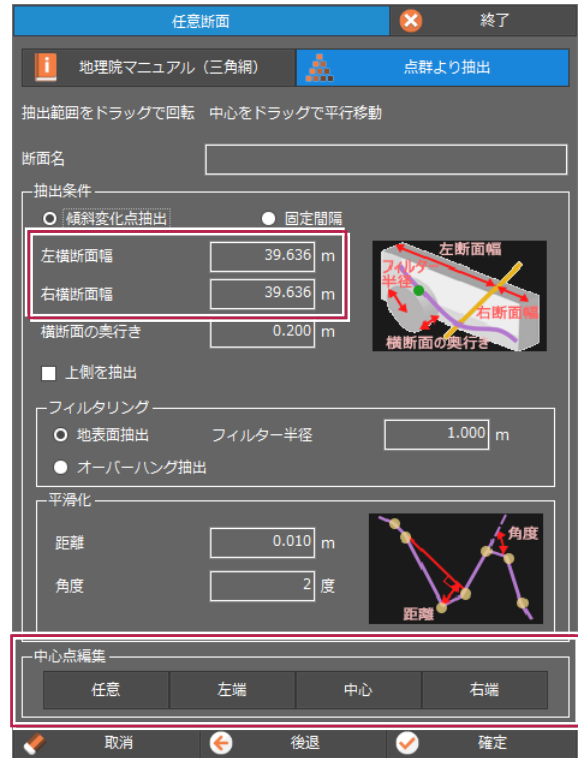 任意断面 終了
地理院マニュアル（三角網） 点群より抽出
抽出範囲をドラッグで回転 中心をドラッグで平行移動
断面名
抽出条件
傾斜変化点抽出 固定間隔
左横断面幅 39.636 m
右横断面幅 39.636 m
横断面の奥行き 0.200 m
左断面幅
フィルター
半径
右断面幅
横断面の奥行き
上側を抽出
フィルタリング
地表面抽出 フィルター半径 1.000 m
オーバーハング抽出
平滑化
距離 0.010 m
角度 2 度
角度
距離
中心点編集
任意 左端 中心 右端
取消 後退 確定